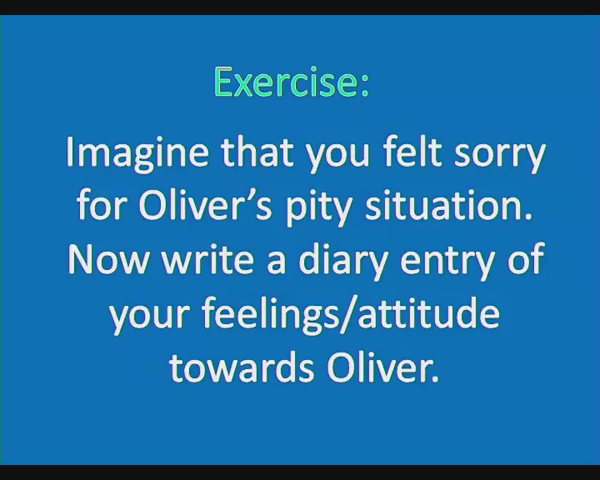 Exercise:
Imagine that you felt sorry
for Oliver’s pity situation.
Now write a diary entry of
your feelings/attitude
towards Oliver.